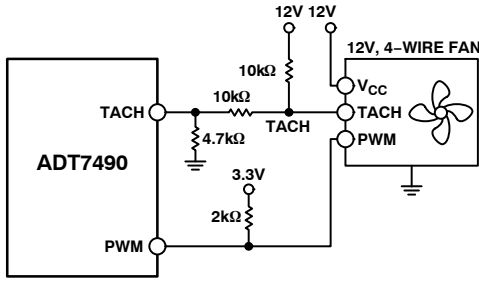 12V 12V
12V, 4–WIRE FAN
10kΩ
VCC
10kΩ
TACH
TACH
TACH
4.7kΩ
PWM
ADT7490
3.3V
2kΩ
PWM